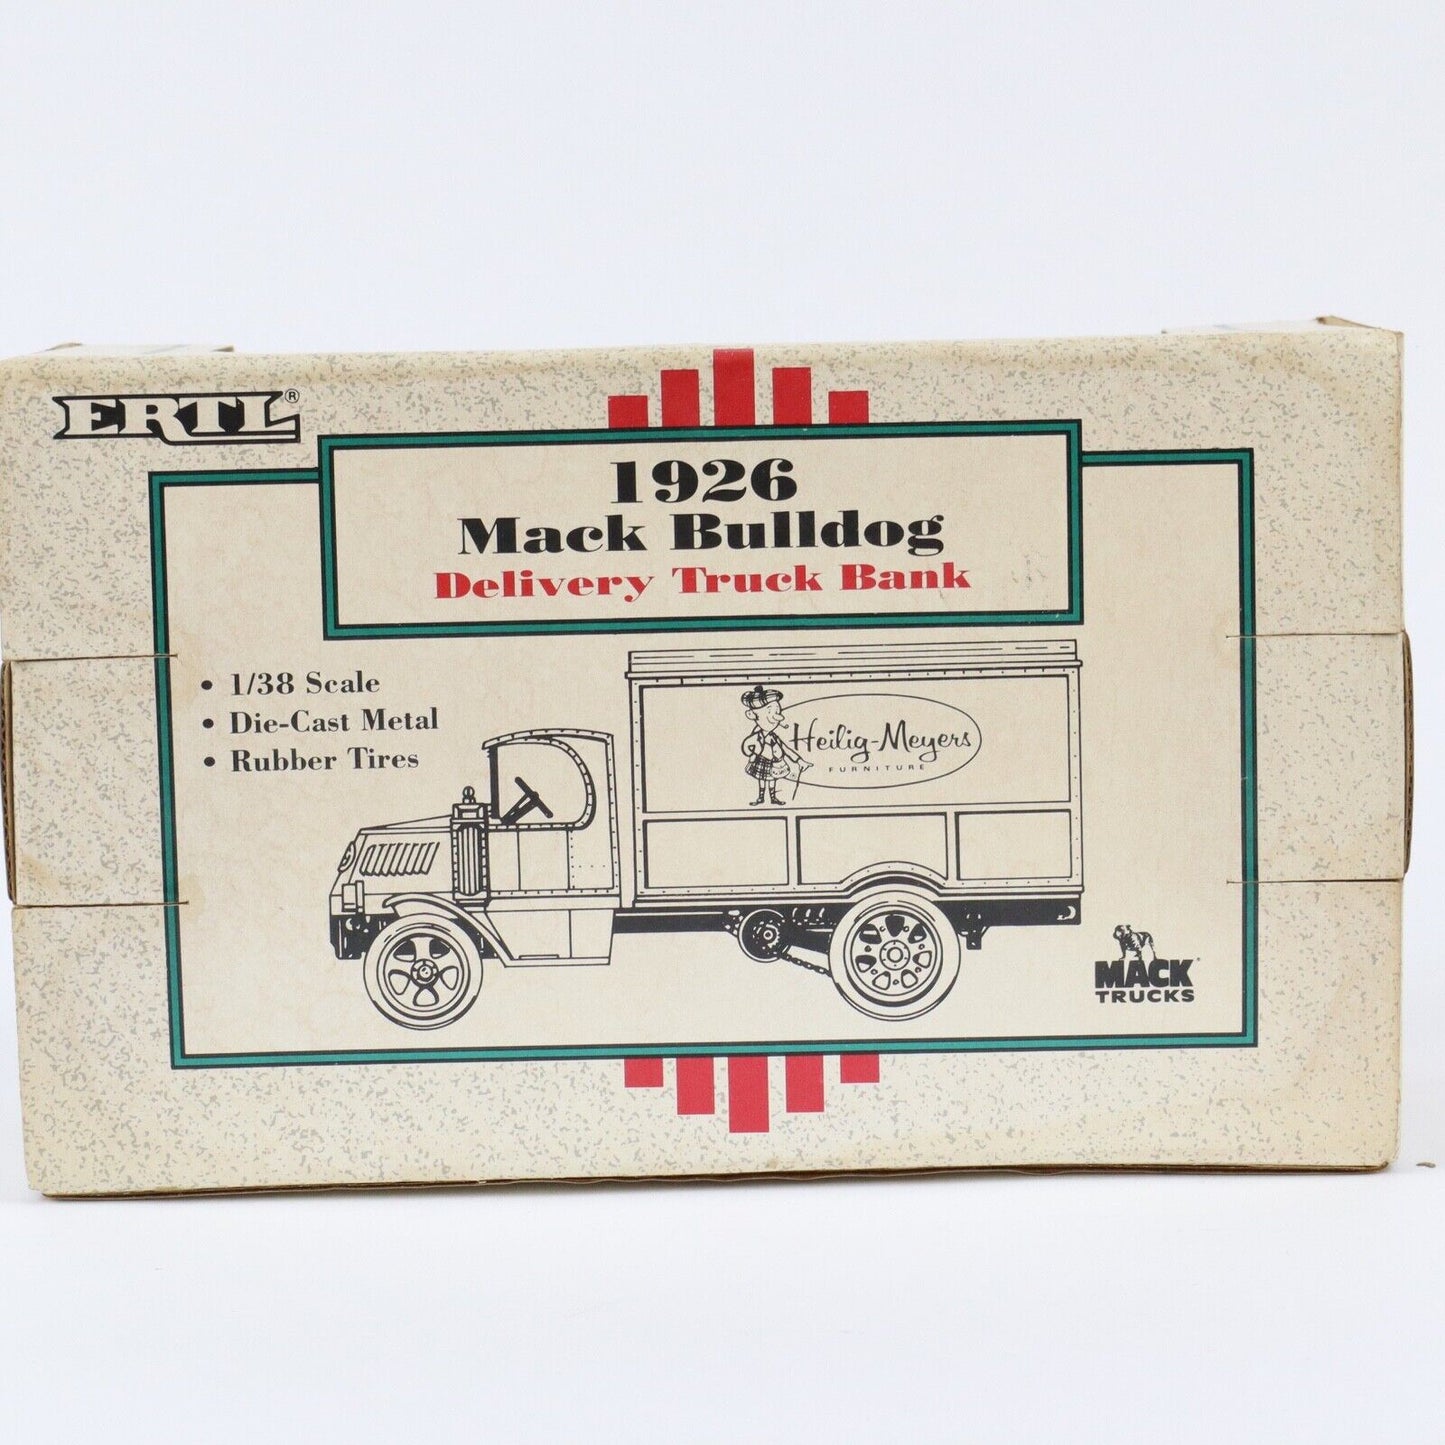 ERTL®
1926
Mack Bulldog
Delivery Truck Bank
• 1/38 Scale
• Die-Cast Metal
• Rubber Tires
Heilig-Meyers
FURNITURE
MACK
TRUCKS